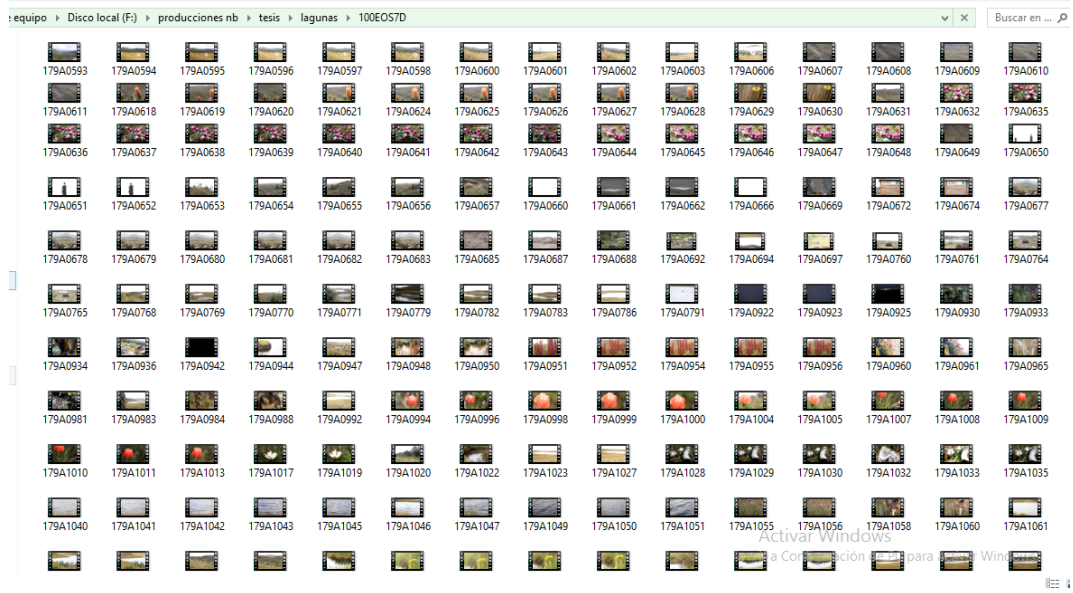 e equipo › Disco local (F:) › producciones nb › tesis › lagunas › 100EOS7D
Buscar en ...
179A0593 179A0594 179A0595 179A0596 179A0597 179A0598 179A0600 179A0601 179A0602 179A0603 179A0606 179A0607 179A0608 179A0609 179A0610
179A0611 179A0618 179A0619 179A0620 179A0621 179A0624 179A0625 179A0626 179A0627 179A0628 179A0629 179A0630 179A0631 179A0632 179A0635
179A0636 179A0637 179A0638 179A0639 179A0640 179A0641 179A0642 179A0643 179A0644 179A0645 179A0646 179A0647 179A0648 179A0649 179A0650
179A0651 179A0652 179A0653 179A0654 179A0655 179A0656 179A0657 179A0660 179A0661 179A0662 179A0666 179A0669 179A0672 179A0674 179A0677
179A0678 179A0679 179A0680 179A0681 179A0682 179A0683 179A0685 179A0687 179A0688 179A0692 179A0694 179A0697 179A0760 179A0761 179A0764
179A0765 179A0768 179A0769 179A0770 179A0771 179A0779 179A0782 179A0783 179A0786 179A0791 179A0922 179A0923 179A0925 179A0930 179A0933
179A0934 179A0936 179A0942 179A0944 179A0947 179A0948 179A0950 179A0951 179A0952 179A0954 179A0955 179A0956 179A0960 179A0961 179A0965
179A0981 179A0983 179A0984 179A0988 179A0992 179A0994 179A0996 179A0998 179A0999 179A1000 179A1004 179A1005 179A1007 179A1008 179A1009
179A1010 179A1011 179A1013 179A1017 179A1019 179A1020 179A1022 179A1023 179A1027 179A1028 179A1029 179A1030 179A1032 179A1033 179A1035
179A1040 179A1041 179A1042 179A1043 179A1045 179A1046 179A1047 179A1049 179A1050 179A1051 179A1055 179A1056 179A1058 179A1060 179A1061
Activar Windows
a para Windows